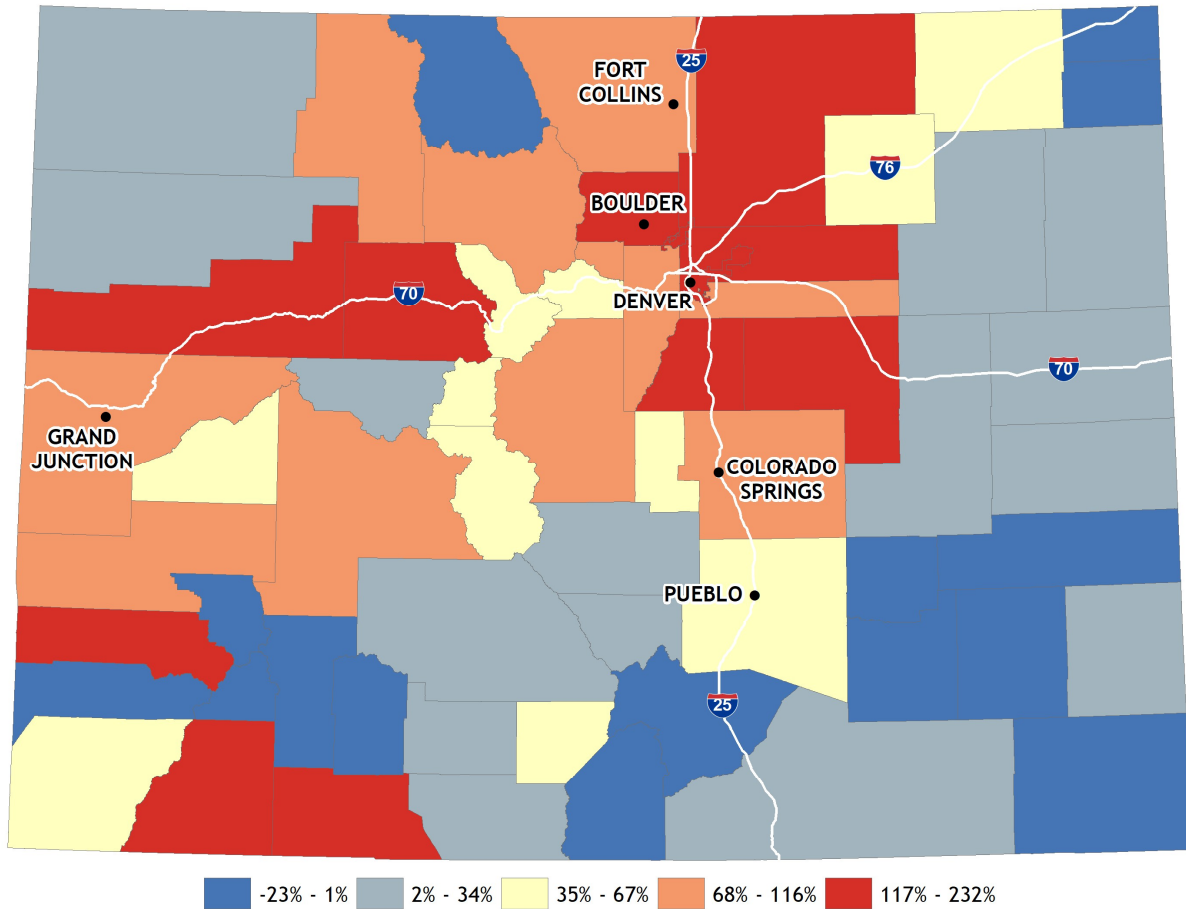 25
FORT
COLLINS
76
BOULDER
70
DENVER
70
GRAND
JUNCTION
COLORADO
SPRINGS
PUEBLO
25
-23% - 1%
2% - 34%
35% - 67%
68% - 116%
117% - 232%